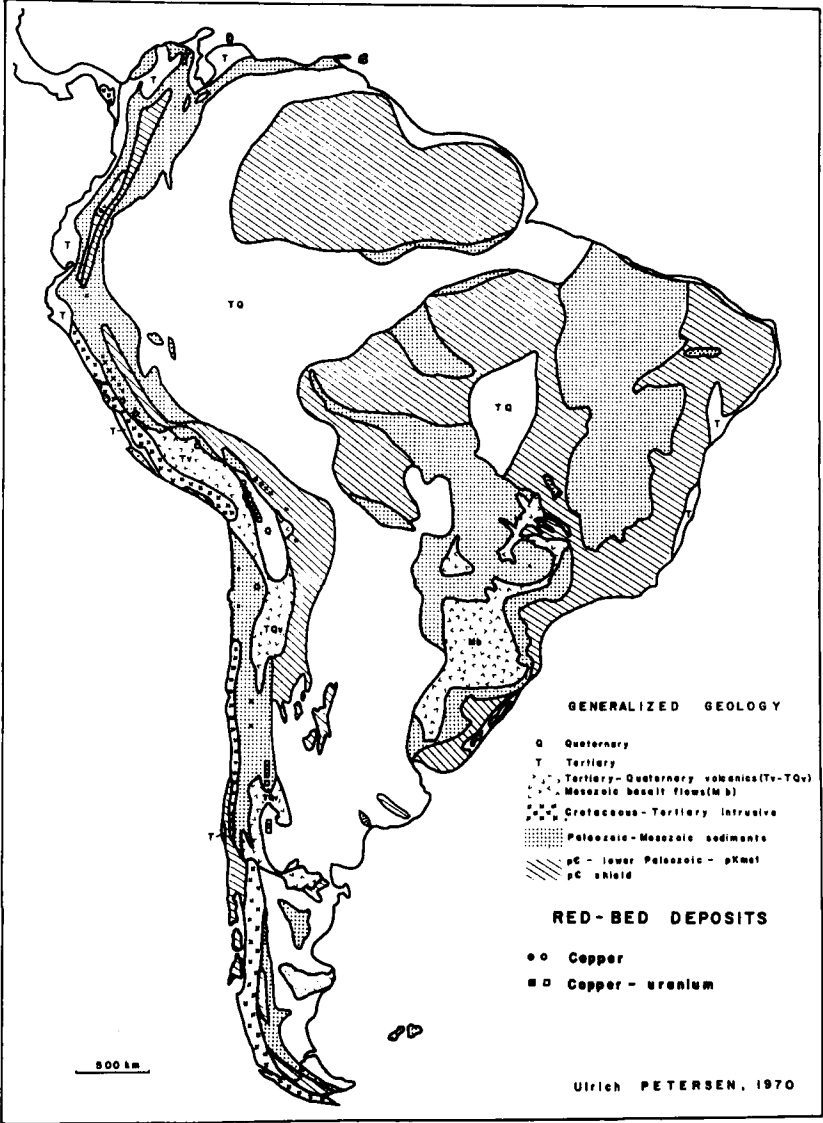 T
T
T
T
TQ
TQ
T
T
Tv
Q
T
TQv
Mb
GENERALIZED GEOLOGY
Q Quaternary
T Tertiary
Tertiary-Quaternary volcanics(Tv-TQv)
Mesozoic basalt flows(Mb)
Cretaceous-Tertiary intrusive
Paleozoic-Mesozoic sediments
T
p€ - lower Paleozoic - pKmet
p€ shield
RED-BED DEPOSITS
Copper
Copper - uranium
500 km
Ulrich PETERSEN, 1970